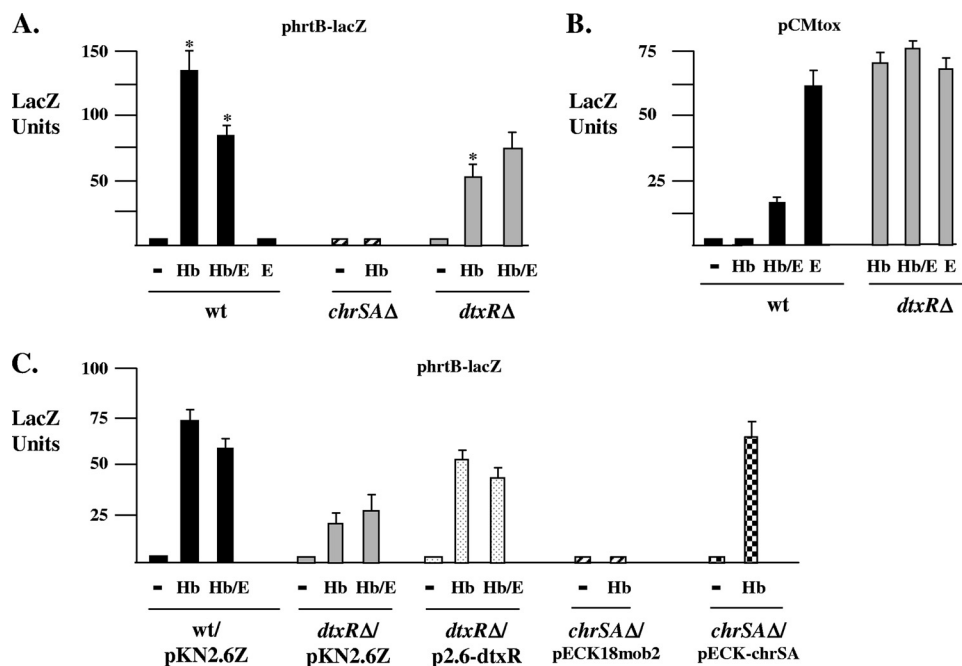 A.
phrtB-lacZ
150
100
50
LacZ
Units
*
*
*
- Hb Hb/E E - Hb - Hb Hb/E
wt chrSAΔ dtxRΔ
B.
pCMtox
75
50
25
LacZ
Units
- Hb Hb/E E Hb Hb/E E
wt dtxRΔ
C.
phrtB-lacZ
100
75
50
25
LacZ
Units
- Hb Hb/E - Hb Hb/E - Hb Hb/E - Hb - Hb
wt/ dtxRΔ/ dtxRΔ/ chrSAΔ/ chrSAΔ/
pKN2.6Z pKN2.6Z p2.6-dtxR pECK18mob2 pECK-chrSA